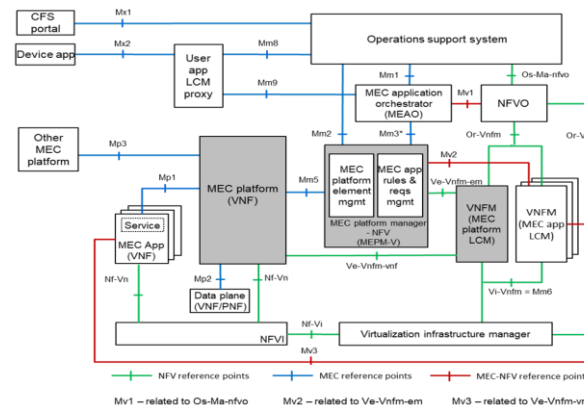 CFS portal
Mx1
Device app
Mx2
Mm8
User app LCM proxy
Mm9
Operations support system
Mm1
Os-Ma-nfvo
MEC application orchestrator (MEAO)
Mv1
NFVO
Other MEC platform
Mp3
Mm2
Mm3*
Or-Vnfm
Or-V
MEC platform (VNF)
Mm5
MEC platform element mgmt
MEC app rules & reqs mgmt
MEC platform manager - NFV (MEPM-V)
Mv2
Ve-Vnfm-em
VNFM (MEC platform LCM)
VNFM (MEC app LCM)
Mp1
Service
MEC App (VNF)
Nf-Vn
Mp2
Nf-Vn
Data plane (VNF/PNF)
Ve-Vnfm-vnf
Vi-Vnfm = Mm6
NFVI
Nf-Vi
Virtualization infrastructure manager
Mv3
NFV reference points
MEC reference points
MEC-NFV reference points
Mv1 – related to Os-Ma-nfvo
Mv2 – related to Ve-Vnfm-em
Mv3 – related to Ve-Vnfm-vn